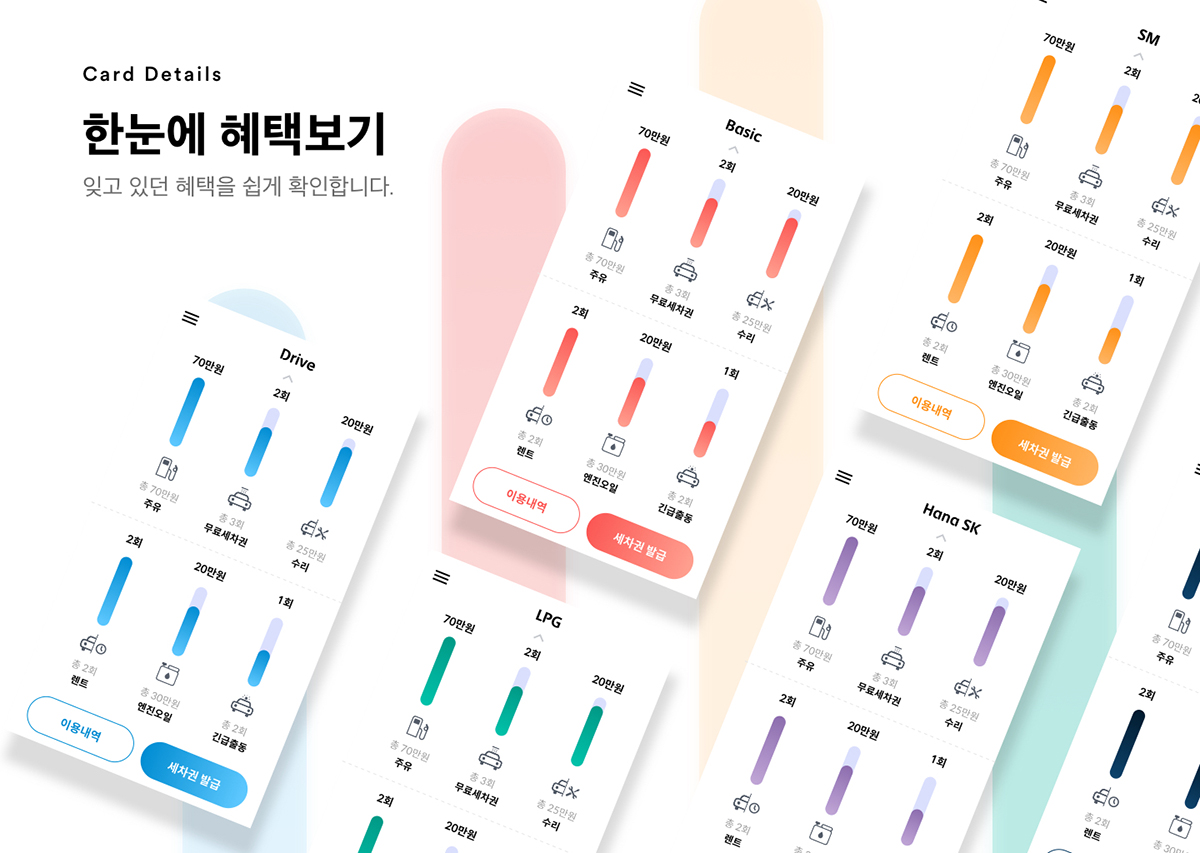 Card Details
한눈에 혜택보기
잊고 있던 혜택을 쉽게 확인합니다.
Drive
70만원
2회
20만원
총 70만원
주유
총 3회
무료세차권
총 25만원
수리
2회
20만원
1회
총 2회
렌트
총 30만원
엔진오일
총 2회
긴급출동
이용내역
세차권 발급
Basic
70만원
2회
20만원
총 70만원
주유
총 3회
무료세차권
총 25만원
수리
2회
20만원
1회
총 2회
렌트
총 30만원
엔진오일
총 2회
긴급출동
이용내역
세차권 발급
LPG
70만원
2회
20만원
총 70만원
주유
총 3회
무료세차권
총 25만원
수리
2회
20만원
SM
70만원
2회
총 70만원
주유
총 3회
무료세차권
총 25만원
수리
2회
20만원
1회
총 2회
렌트
총 30만원
엔진오일
총 2회
긴급출동
이용내역
세차권 발급
Hana SK
70만원
2회
20만원
총 70만원
주유
총 3회
무료세차권
총 25만원
수리
2회
20만원
1회
총 2회
렌트
총 70만원
주유
2회
총 2회
렌트